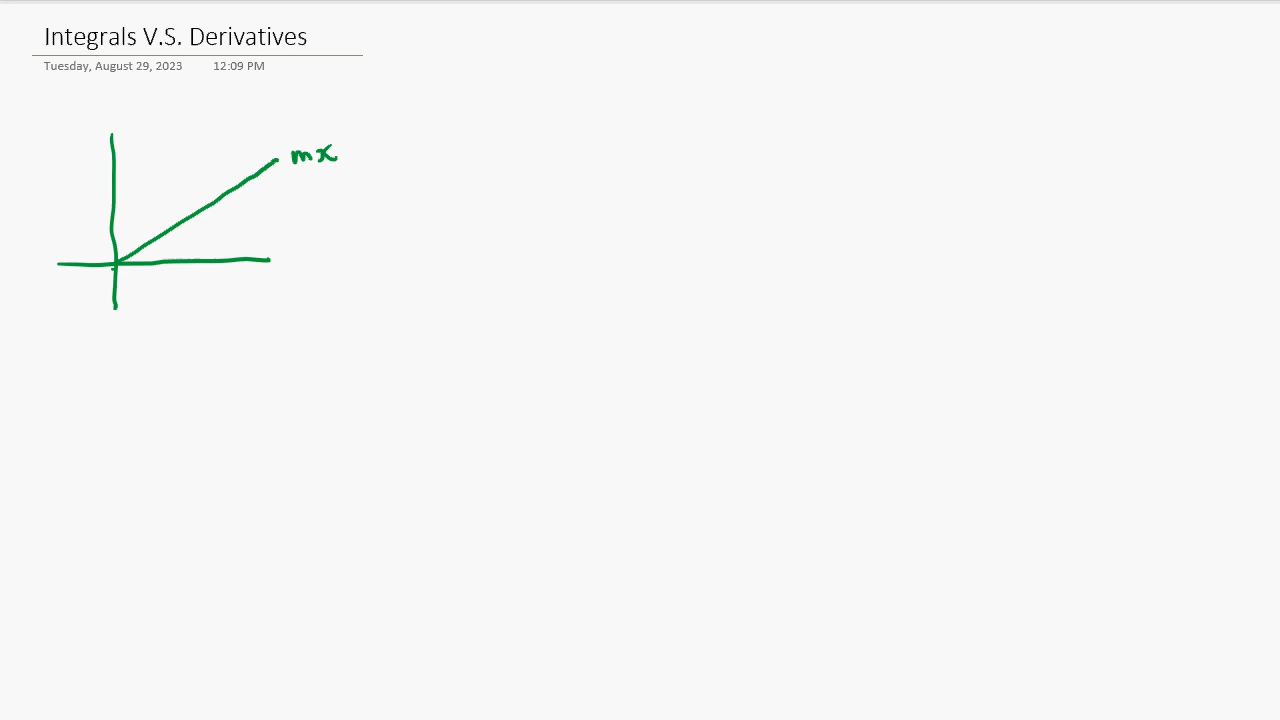 Integrals V.S. Derivatives
Tuesday, August 29, 2023 12:09 PM
mx